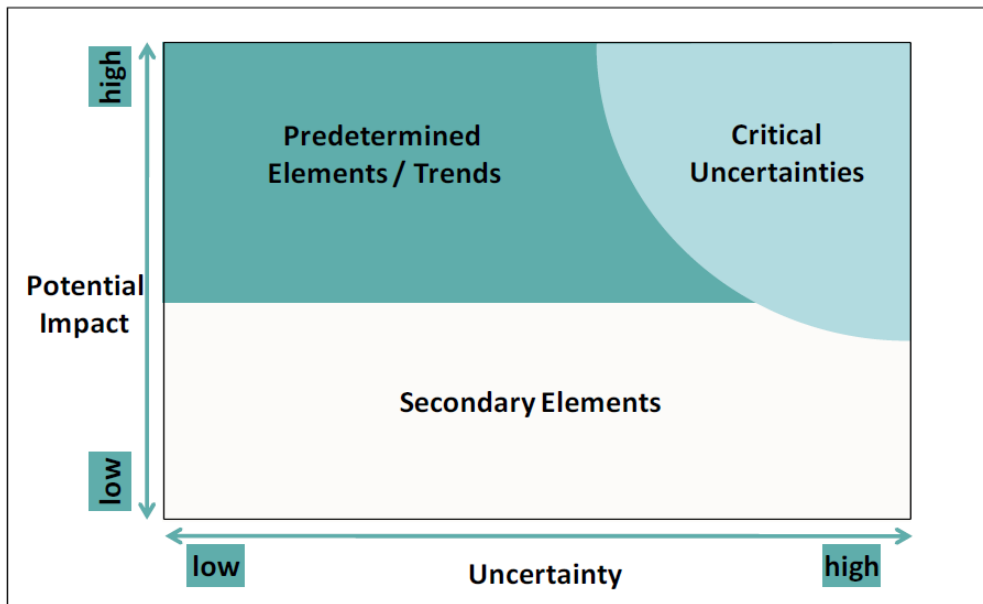 high
Predetermined
Elements / Trends
Critical
Uncertainties
Potential
Impact
Secondary Elements
low
low
Uncertainty
high